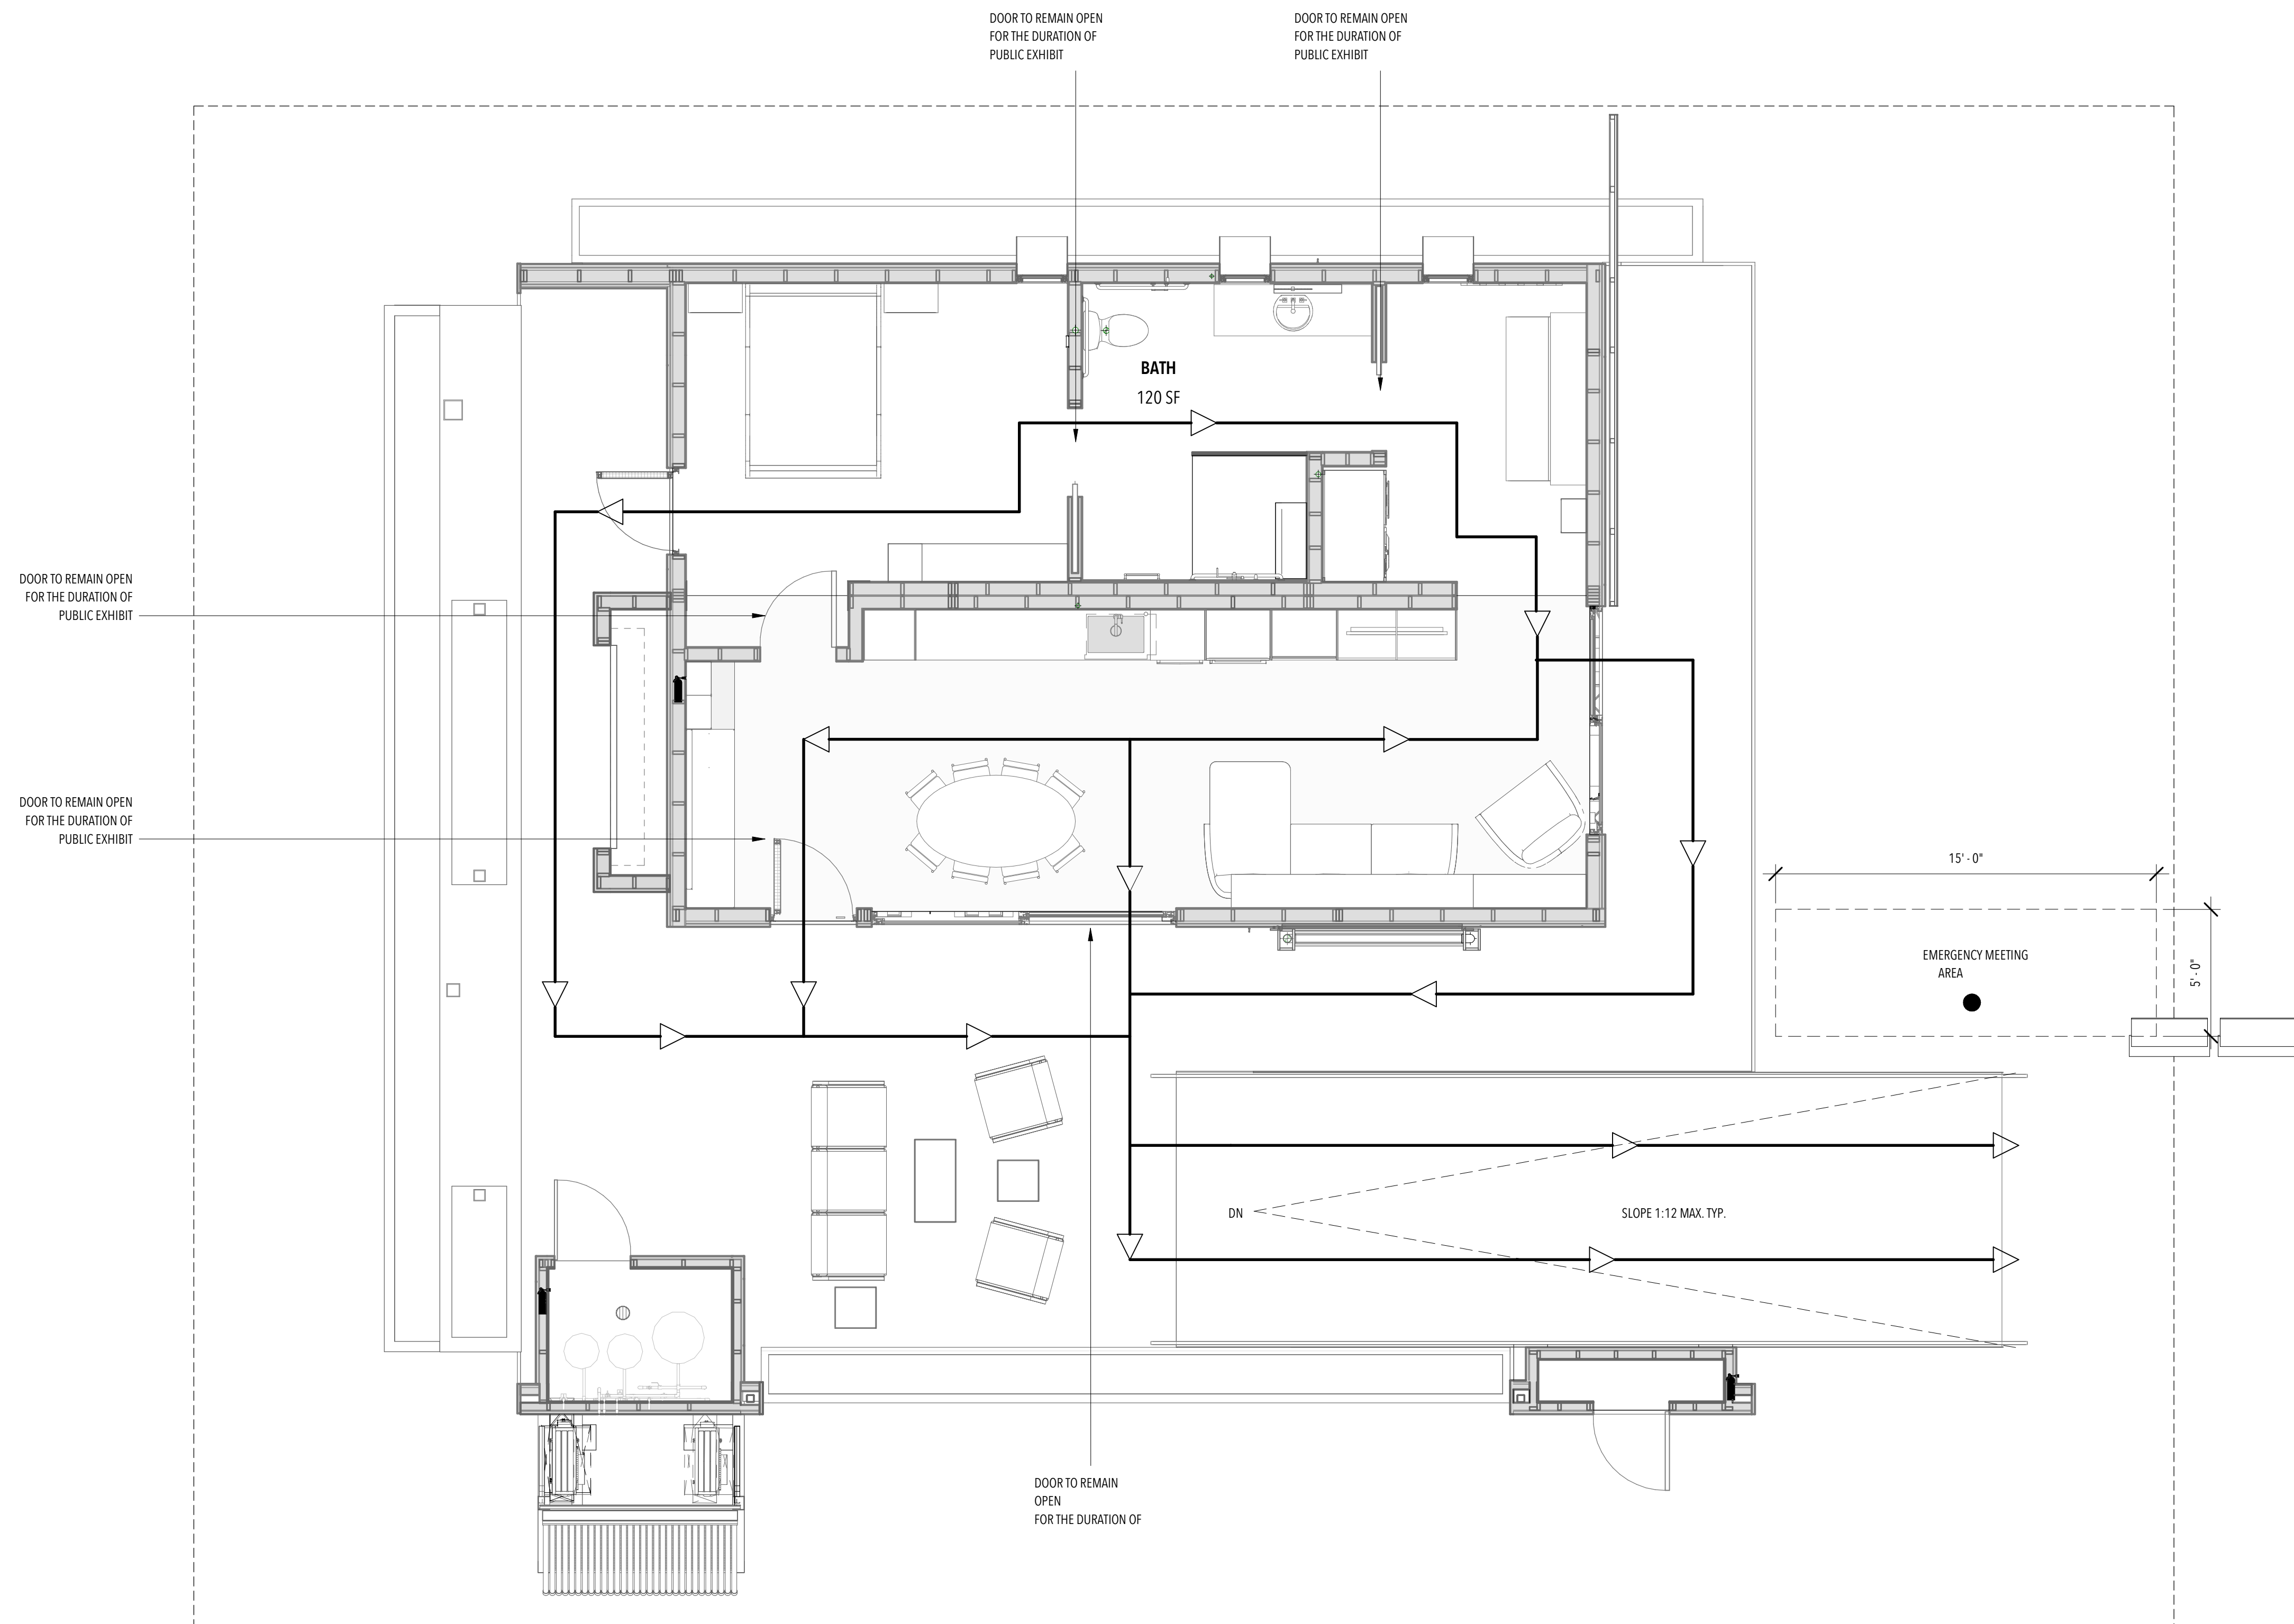 DOOR TO REMAIN OPEN
FOR THE DURATION OF
PUBLIC EXHIBIT
DOOR TO REMAIN OPEN
FOR THE DURATION OF
PUBLIC EXHIBIT
BATH
120 SF
DOOR TO REMAIN OPEN
FOR THE DURATION OF
PUBLIC EXHIBIT
DOOR TO REMAIN OPEN
FOR THE DURATION OF
PUBLIC EXHIBIT
15' - 0"
EMERGENCY MEETING
AREA
5' - 0"
DN
SLOPE 1:12 MAX. TYP.
DOOR TO REMAIN
OPEN
FOR THE DURATION OF